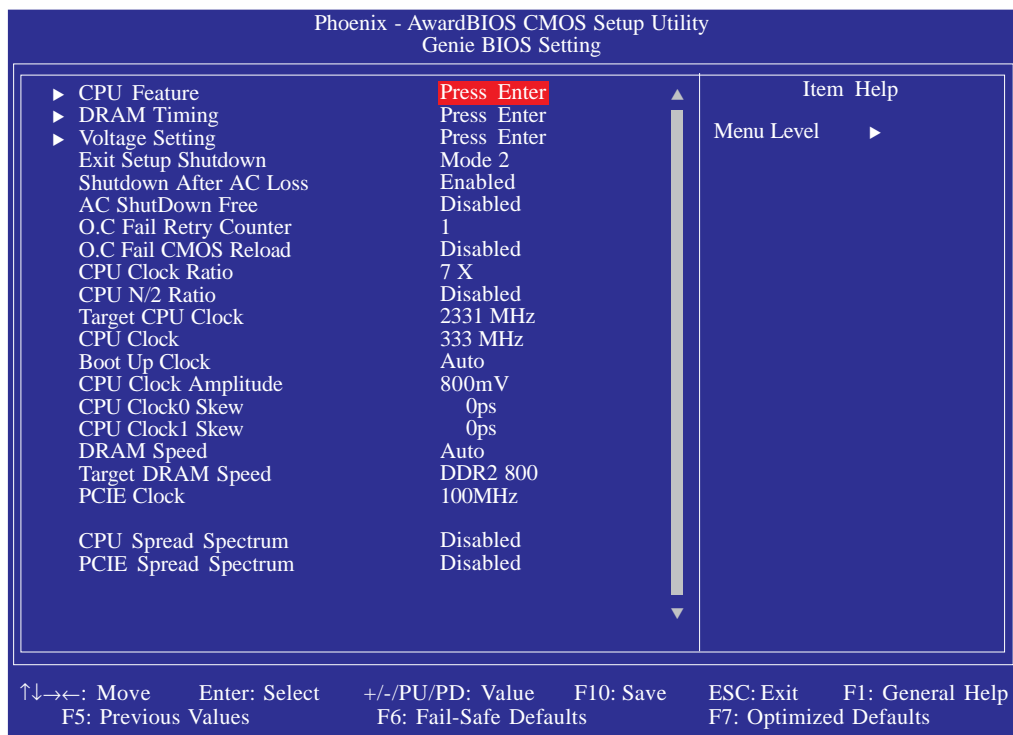 Phoenix - AwardBIOS CMOS Setup Utility
Genie BIOS Setting
▶ CPU Feature Press Enter
▶ DRAM Timing Press Enter
▶ Voltage Setting Press Enter
Exit Setup Shutdown Mode 2
Shutdown After AC Loss Enabled
AC ShutDown Free Disabled
O.C Fail Retry Counter 1
O.C Fail CMOS Reload Disabled
CPU Clock Ratio 7 X
CPU N/2 Ratio Disabled
Target CPU Clock 2331 MHz
CPU Clock 333 MHz
Boot Up Clock Auto
CPU Clock Amplitude 800mV
CPU Clock0 Skew 0ps
CPU Clock1 Skew 0ps
DRAM Speed Auto
Target DRAM Speed DDR2 800
PCIE Clock 100MHz
CPU Spread Spectrum Disabled
PCIE Spread Spectrum Disabled
Item Help
Menu Level ▶
↑↓→←: Move Enter: Select +/-/PU/PD: Value F10: Save ESC: Exit F1: General Help
F5: Previous Values F6: Fail-Safe Defaults F7: Optimized Defaults